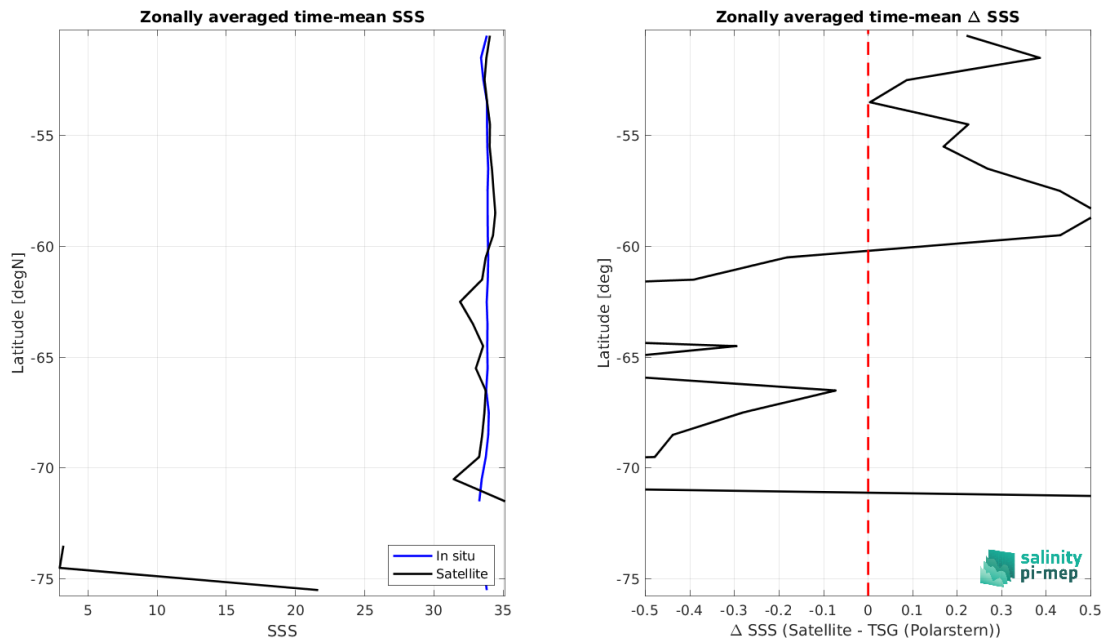 Zonally averaged time-mean SSS
-55
-60
-65
-70
-75
Latitude [degN]
5
10
15
20
25
30
35
SSS
In situ
Satellite
Zonally averaged time-mean Δ SSS
-55
-60
-65
-70
-75
Latitude [deg]
-0.5
-0.4
-0.3
-0.2
-0.1
0
0.1
0.2
0.3
0.4
0.5
Δ SSS (Satellite - TSG (Polarstern))
salinity
pi-mep